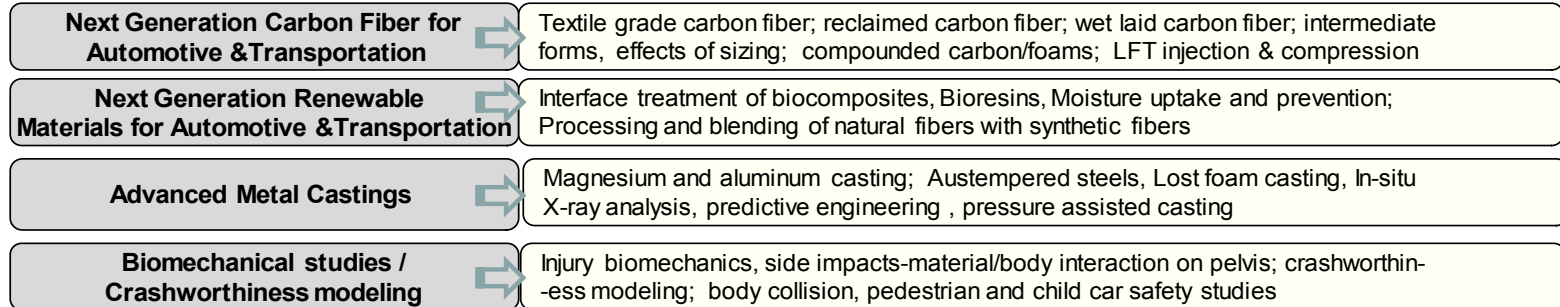 Next Generation Carbon Fiber for
Automotive &Transportation
Textile grade carbon fiber; reclaimed carbon fiber; wet laid carbon fiber; intermediate
forms, effects of sizing; compounded carbon/foams; LFT injection & compression
Next Generation Renewable
Materials for Automotive &Transportation
Interface treatment of biocomposites, Bioresins, Moisture uptake and prevention;
Processing and blending of natural fibers with synthetic fibers
Advanced Metal Castings
Magnesium and aluminum casting; Austempered steels, Lost foam casting, In-situ
X-ray analysis, predictive engineering , pressure assisted casting
Biomechanical studies /
Crashworthiness modeling
Injury biomechanics, side impacts-material/body interaction on pelvis; crashworthin-
-ess modeling; body collision, pedestrian and child car safety studies